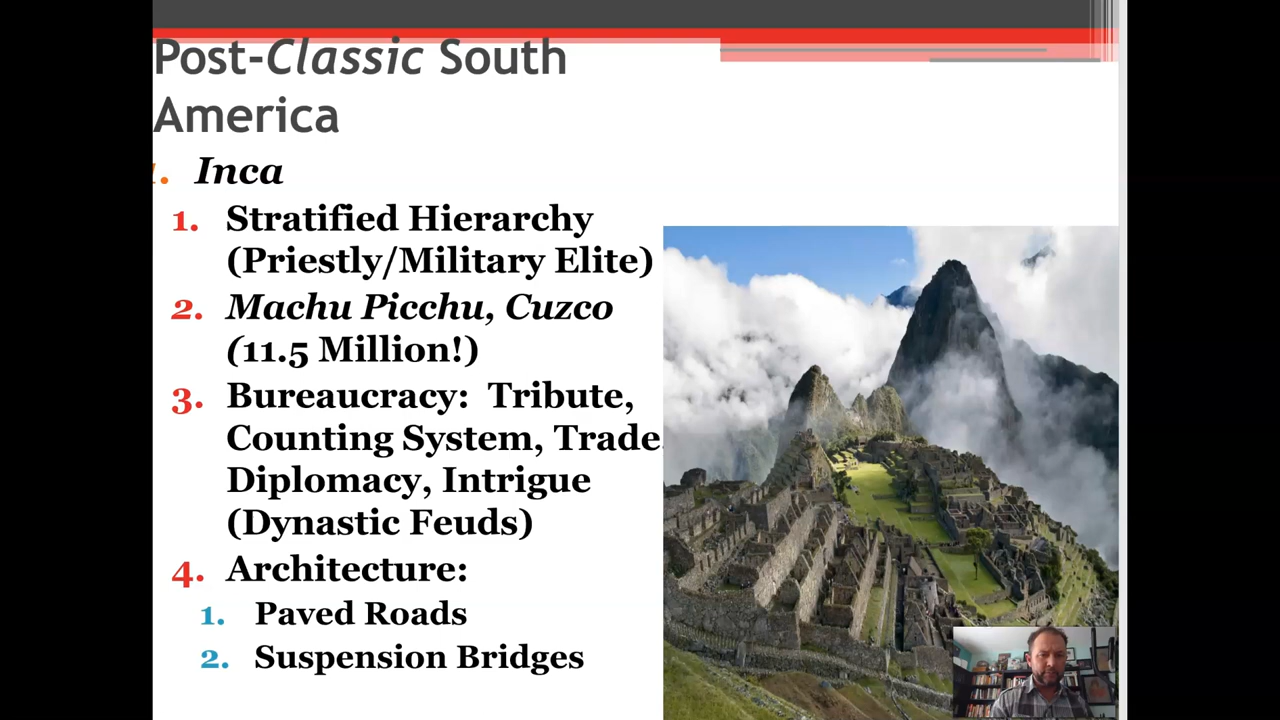 Post-Classic South
America
1. Inca
1. Stratified Hierarchy
(Priestly/Military Elite)
2. Machu Picchu, Cuzco
(11.5 Million!)
3. Bureaucracy: Tribute,
Counting System, Trade,
Diplomacy, Intrigue
(Dynastic Feuds)
4. Architecture:
1. Paved Roads
2. Suspension Bridges